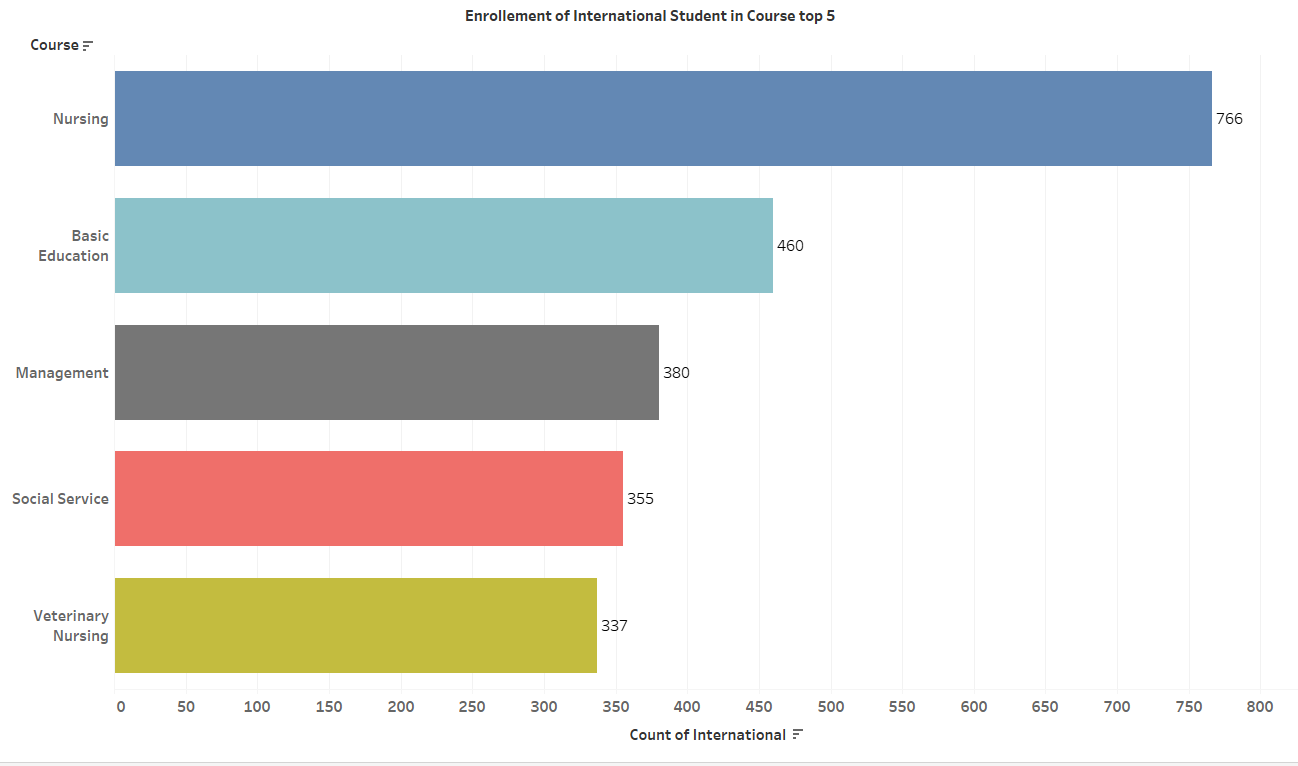 Enrollement of International Student in Course top 5
Course
Nursing
766
Basic
Education
460
Management
380
Social Service
355
Veterinary
Nursing
337
0 50 100 150 200 250 300 350 400 450 500 550 600 650 700 750 800
Count of International